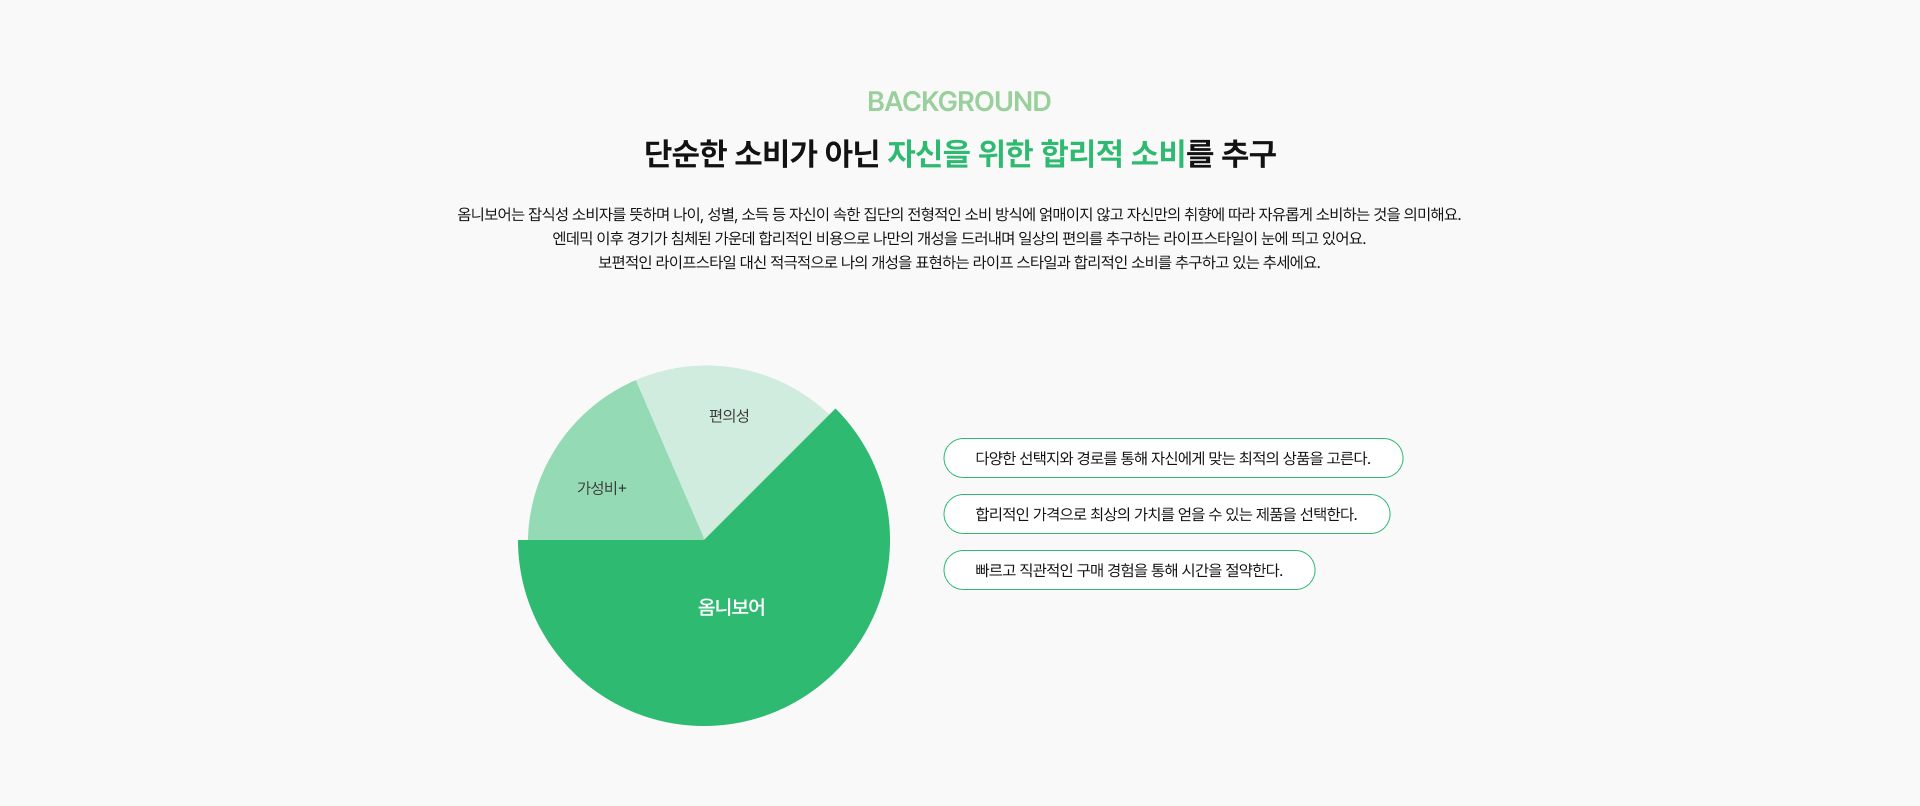 BACKGROUND
단순한 소비가 아닌 자신을 위한 합리적 소비를 추구
옴니보어는 잡식성 소비자를 뜻하며 나이, 성별, 소득 등 자신이 속한 집단의 전형적인 소비 방식에 얽매이지 않고 자신만의 취향에 따라 자유롭게 소비하는 것을 의미해요.
엔데믹 이후 경기가 침체된 가운데 합리적인 비용으로 나만의 개성을 드러내며 일상의 편의를 추구하는 라이프스타일이 눈에 띄고 있어요.
보편적인 라이프스타일 대신 적극적으로 나의 개성을 표현하는 라이프 스타일과 합리적인 소비를 추구하고 있는 추세에요.
편의성
가성비+
옴니보어
다양한 선택지와 경로를 통해 자신에게 맞는 최적의 상품을 고른다.
합리적인 가격으로 최상의 가치를 얻을 수 있는 제품을 선택한다.
빠르고 직관적인 구매 경험을 통해 시간을 절약한다.